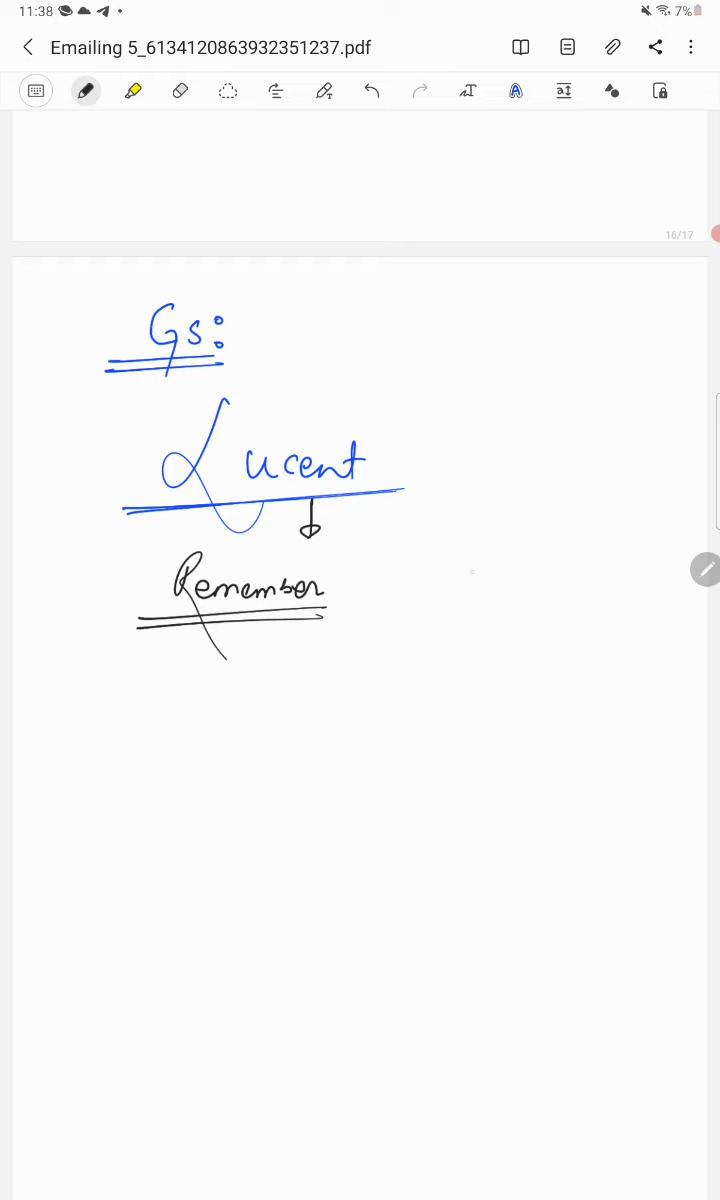 11:38 7%
Emailing 5_6134120863932351237.pdf
16/17
Gs:
Lucent
Remember